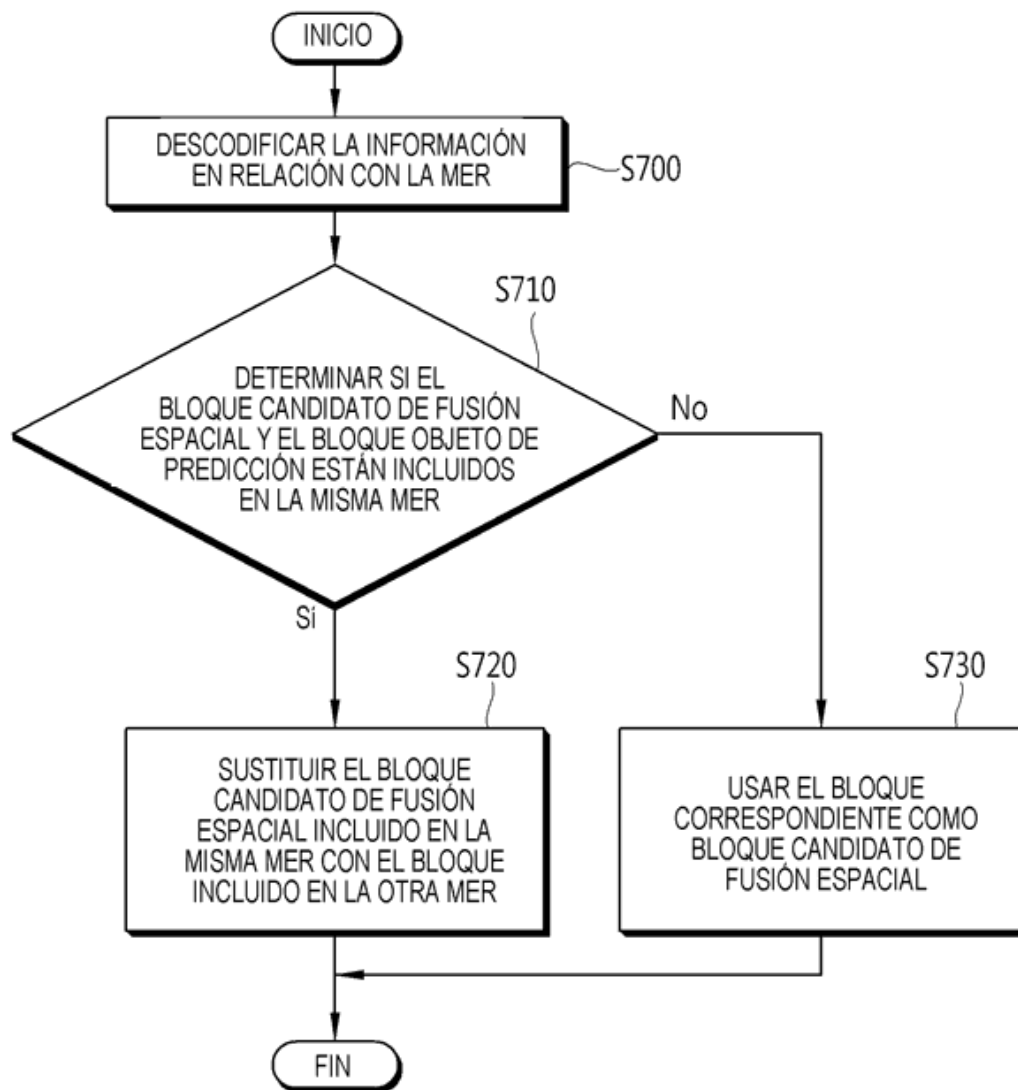 INICIO
DESCODIFICAR LA INFORMACIÓN
EN RELACIÓN CON LA MER
S700
S710
DETERMINAR SI EL
BLOQUE CANDIDATO DE FUSIÓN
ESPACIAL Y EL BLOQUE OBJETO DE
PREDICCIÓN ESTÁN INCLUIDOS
EN LA MISMA MER
No
Si
S720
SUSTITUIR EL BLOQUE
CANDIDATO DE FUSIÓN
ESPACIAL INCLUIDO EN LA
MISMA MER CON EL BLOQUE
INCLUIDO EN LA OTRA MER
S730
USAR EL BLOQUE
CORRESPONDIENTE COMO
BLOQUE CANDIDATO DE
FUSIÓN ESPACIAL
FIN